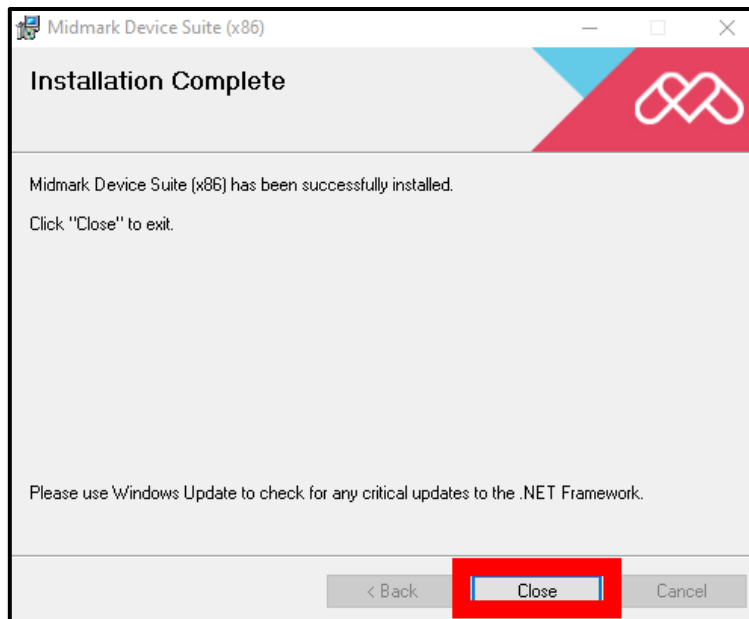 Midmark Device Suite (x86)
Installation Complete
Midmark Device Suite (x86) has been successfully installed.
Click "Close" to exit.
Please use Windows Update to check for any critical updates to the .NET Framework.
< Back
Close
Cancel